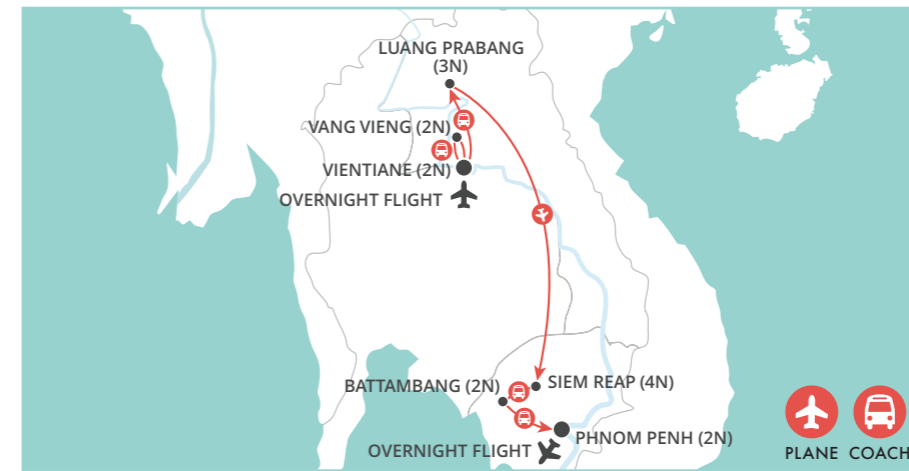 LUANG PRABANG
(3N)
VANG VIENG (2N)
VIENTIANE (2N)
OVERNIGHT FLIGHT
BATTAMBANG (2N)
SIEM REAP (4N)
PHNOM PENH (2N)
OVERNIGHT FLIGHT
PLANE COACH